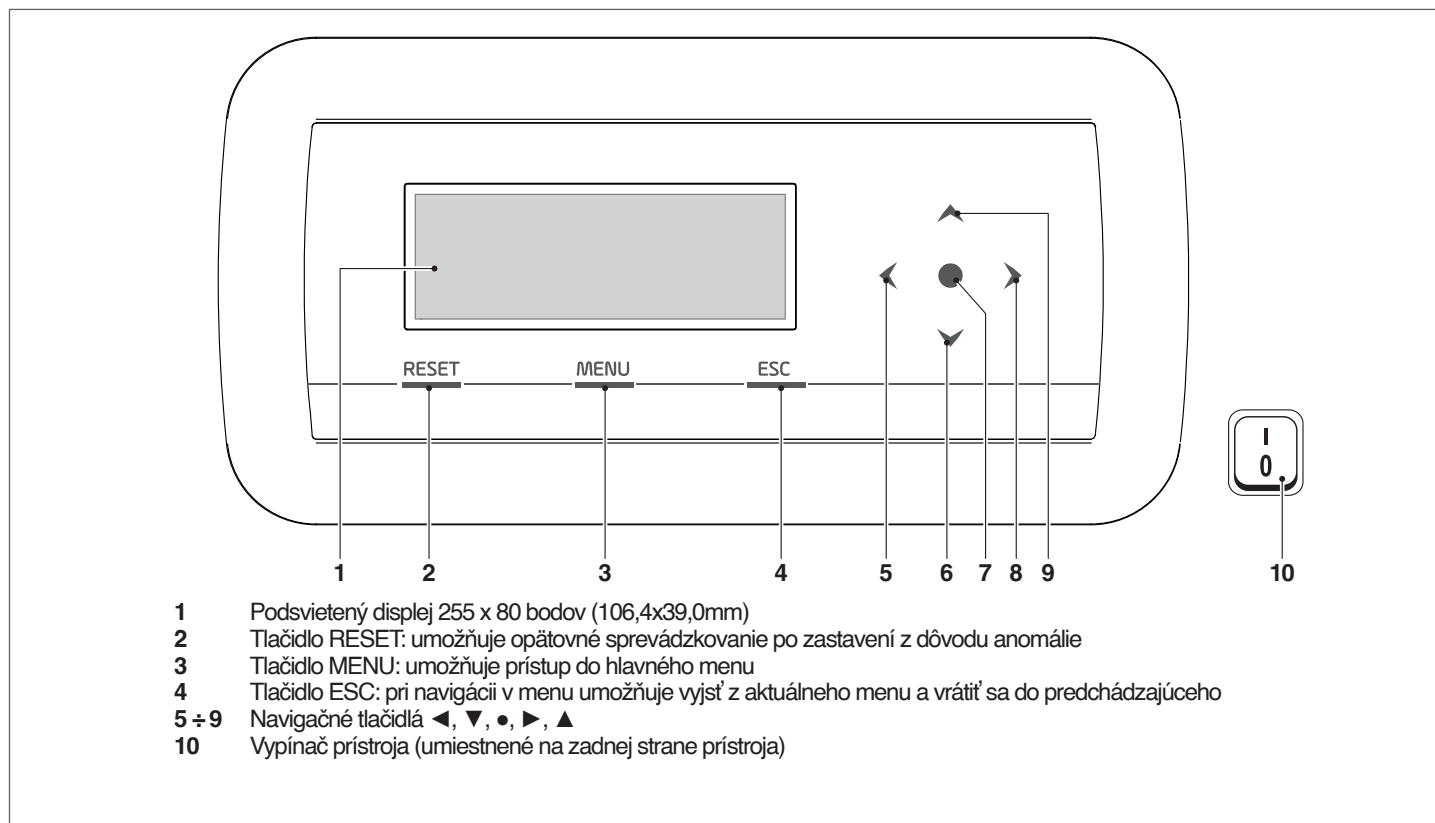 RESET MENU ESC
I
0
1 2 3 4 5 6 7 8 9 10
1 Podsvietený displej 255 x 80 bodov (106,4x39,0mm)
2 Tlačidlo RESET: umožňuje opätovné sprevádzkovanie po zastavení z dôvodu anomálie
3 Tlačidlo MENU: umožňuje prístup do hlavného menu
4 Tlačidlo ESC: pri navigácii v menu umožňuje vyjsť z aktuálneho menu a vrátiť sa do predchádzajúceho
5 ÷ 9 Navigačné tlačidlá ◄, ▼, ●, ►, ▲
10 Vypínač prístroja (umiestnené na zadnej strane prístroja)